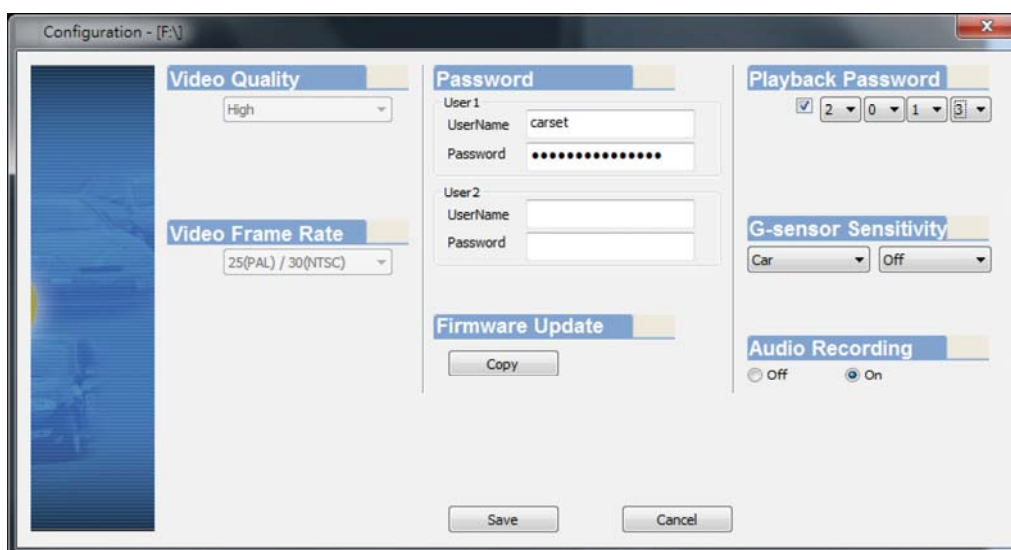 Configuration - [F:\]
Video Quality
High
Video Frame Rate
25(PAL) / 30(NTSC)
Password
User1
UserName carset
Password •••••••••••••••
User2
UserName
Password
Firmware Update
Copy
Playback Password
2 0 1 3
G-sensor Sensitivity
Car Off
Audio Recording
Off On
Save Cancel